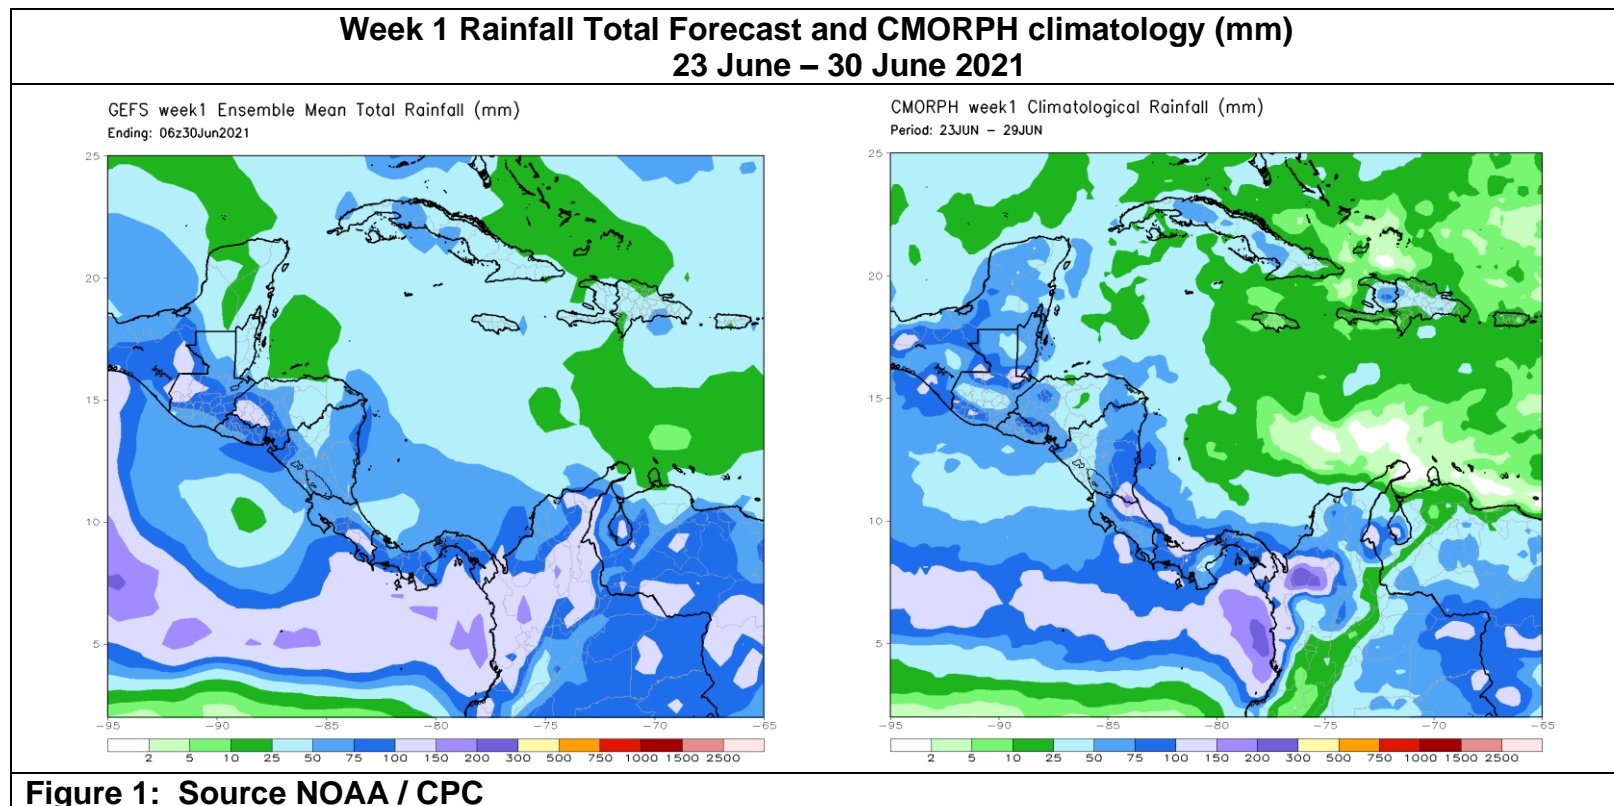 Week 1 Rainfall Total Forecast and CMORPH climatology (mm)
23 June – 30 June 2021
GEFS week1 Ensemble Mean Total Rainfall (mm)
Ending: 06z30Jun2021
25
20
15
10
5
-95 -90 -85 -80 -75 -70 -65
2 5 10 25 50 75 100 150 200 300 500 750 1000 1500 2500
CMORPH week1 Climatological Rainfall (mm)
Period: 23JUN – 29JUN
25
20
15
10
5
-95 -90 -85 -80 -75 -70 -65
2 5 10 25 50 75 100 150 200 300 500 750 1000 1500 2500
Figure 1: Source NOAA / CPC